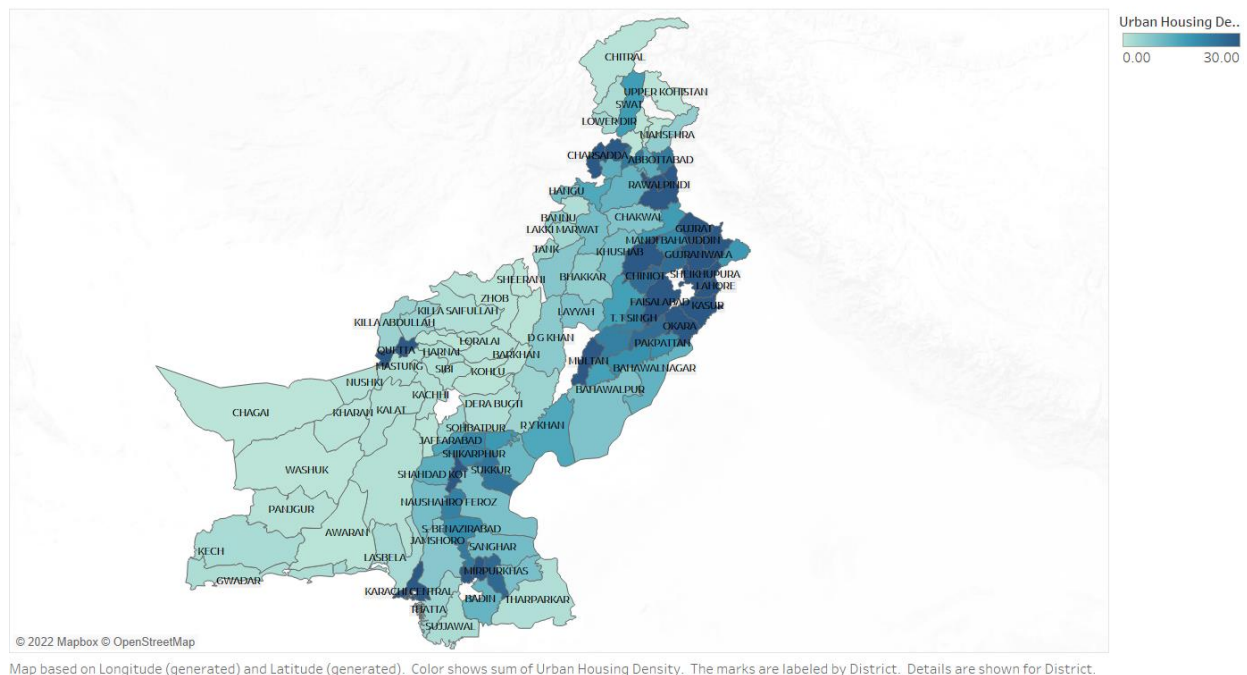 Urban Housing De..
0.00 30.00
CHITRAL
UPPER KOHISTAN
SWAT
LOWER DIR
MANSEHRA
CHARSADDA
ABBOTTABAD
RAWALPINDI
HANGU
BANNU
CHAKWAL
LAKKI MARWAT
GUJRAT
MANDI BAHAUDDIN
TANK
KHUSHAB
GUJRANWALA
SHEERANI
BHAKKAR
CHINIOT
SHEIKHUPURA
LAHORE
ZHOB
FAISALABAD
KASUR
KILLA SAIFULLAH
LAYYAH
T. T SINGH
KILLA ABDULLAH
OKARA
D G KHAN
LORALAI
PAKPATTAN
QUETTA
HARNAI
BARKHAN
MULTAN
MASTUNG
SIBI
KOHLU
BAHAWALNAGAR
NUSHKI
BAHAWALPUR
KACHHI
DERA BUGTI
CHAGAI
KHARAN
KALAT
R Y KHAN
SOHBATPUR
JAFFARABAD
SHIKARPHUR
WASHUK
SHAHDAD KOT
SUKKUR
NAUSHAHRO FEROZ
PANJGUR
S. BENAZIRABAD
AWARAN
JAMSHORO
SANGHAR
KECH
LASBELA
MIRPURKHAS
GWADAR
KARACHI CENTRAL
BADIN
THARPARKAR
THATTA
SUJJAWAL
© 2022 Mapbox © OpenStreetMap
Map based on Longitude (generated) and Latitude (generated). Color shows sum of Urban Housing Density. The marks are labeled by District. Details are shown for District.